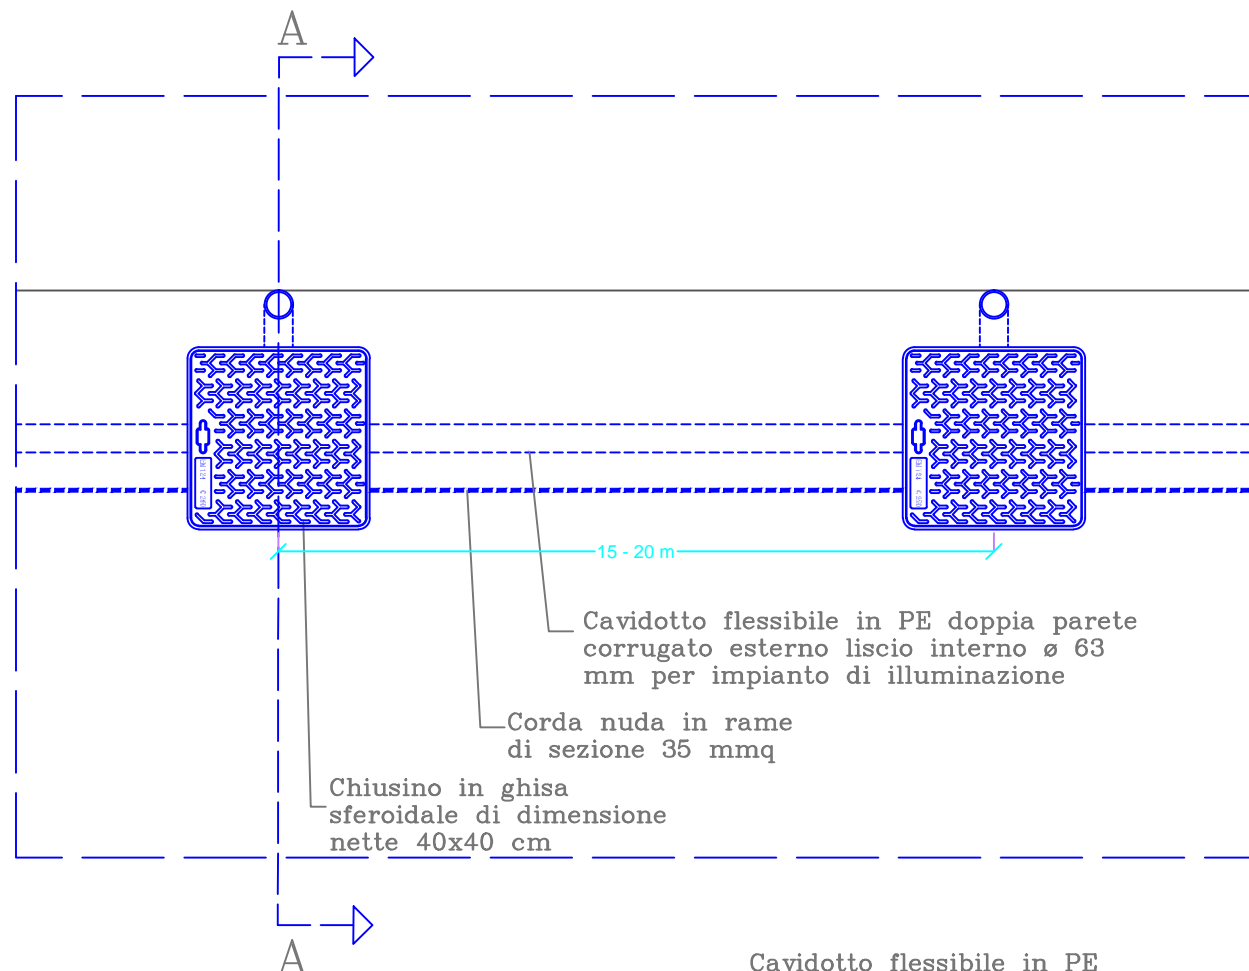 A
15 - 20 m
Cavidotto flessibile in PE doppia parete
corrugato esterno liscio interno ø 63
mm per impianto di illuminazione
Corda nuda in rame
di sezione 35 mmq
Chiusino in ghisa
sferoidale di dimensione
nette 40x40 cm
A
Cavidotto flessibile in PE